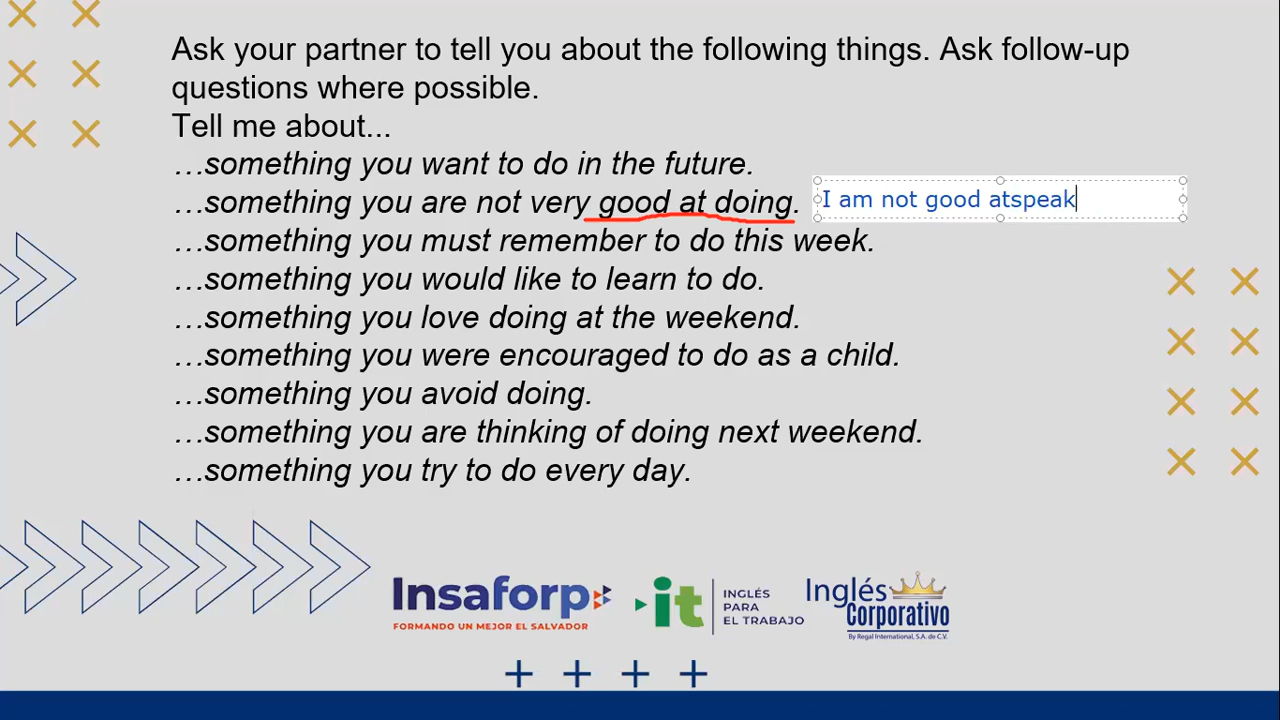 Ask your partner to tell you about the following things. Ask follow-up
questions where possible.
Tell me about...
…something you want to do in the future.
…something you are not very good at doing. I am not good atspeak
…something you must remember to do this week.
…something you would like to learn to do.
…something you love doing at the weekend.
…something you were encouraged to do as a child.
…something you avoid doing.
…something you are thinking of doing next weekend.
…something you try to do every day.
Insaforp
FORMANDO UN MEJOR EL SALVADOR
it
INGLÉS
PARA
EL TRABAJO
Inglés
Corporativo
By Regal International, S.A. de C.V.